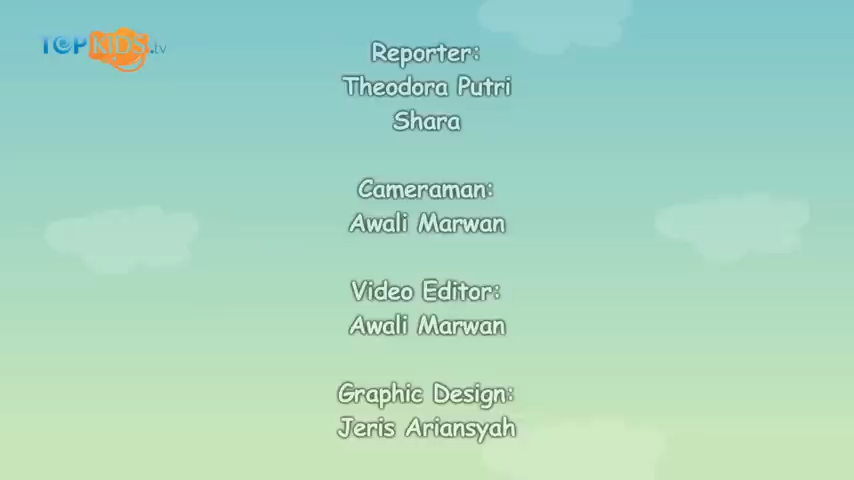 TOPKIDS.tv
Reporter:
Theodora Putri
Shara
Cameraman:
Awali Marwan
Video Editor:
Awali Marwan
Graphic Design:
Jeris Ariansyah